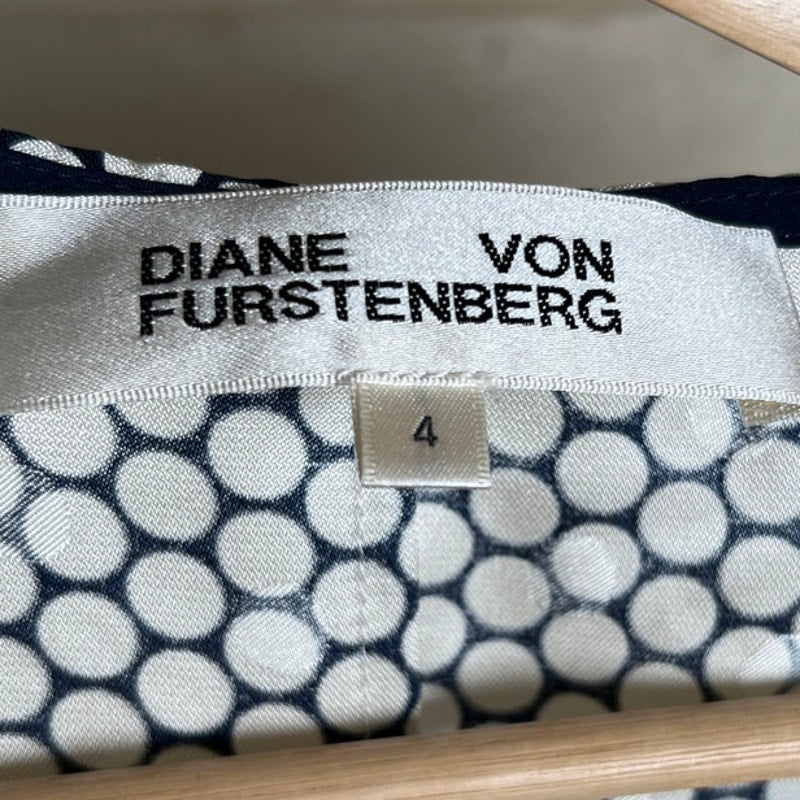 DIANE VON
FURSTENBERG
4